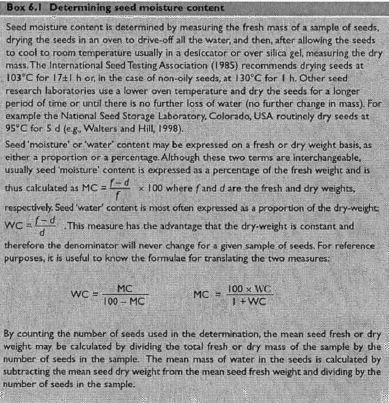 Box 6.1 Determining seed moisture content
Seed moisture content is determined by measuring the fresh mass of a sample of seeds,
drying the seeds in an oven to drive-off all the water, and then, after allowing the seeds
to cool to room temperature usually in a desiccator or over silica gel, measuring the dry
mass. The International Seed Testing Association (1985) recommends drying seeds at
103°C for 17±1 h or, in the case of non-oily seeds, at 130°C for 1 h. Other seed
research laboratories use a lower oven temperature and dry the seeds for a longer
period of time or until there is no further loss of water (no further change in mass). For
example the National Seed Storage Laboratory, Colorado, USA routinely dry seeds at
95°C for 5 d (e.g., Walters and Hill, 1998).
Seed 'moisture' or 'water' content may be expressed on a fresh or dry weight basis, as
either a proportion or a percentage. Although these two terms are interchangeable,
usually seed 'moisture' content is expressed as a percentage of the fresh weight and is
thus calculated as MC = f-d / f x 100 where f and d are the fresh and dry weights,
respectively. Seed 'water' content is most often expressed as a proportion of the dry-weight;
WC = f-d / d . This measure has the advantage that the dry-weight is constant and
therefore the denominator will never change for a given sample of seeds. For reference
purposes, it is useful to know the formulae for translating the two measures:
WC = MC / 100 - MC MC = 100 x WC / 1 + WC
By counting the number of seeds used in the determination, the mean seed fresh or dry
weight may be calculated by dividing the total fresh or dry mass of the sample by the
number of seeds in the sample. The mean mass of water in the seeds is calculated by
subtracting the mean seed dry weight from the mean seed fresh weight and dividing by the
number of seeds in the sample.